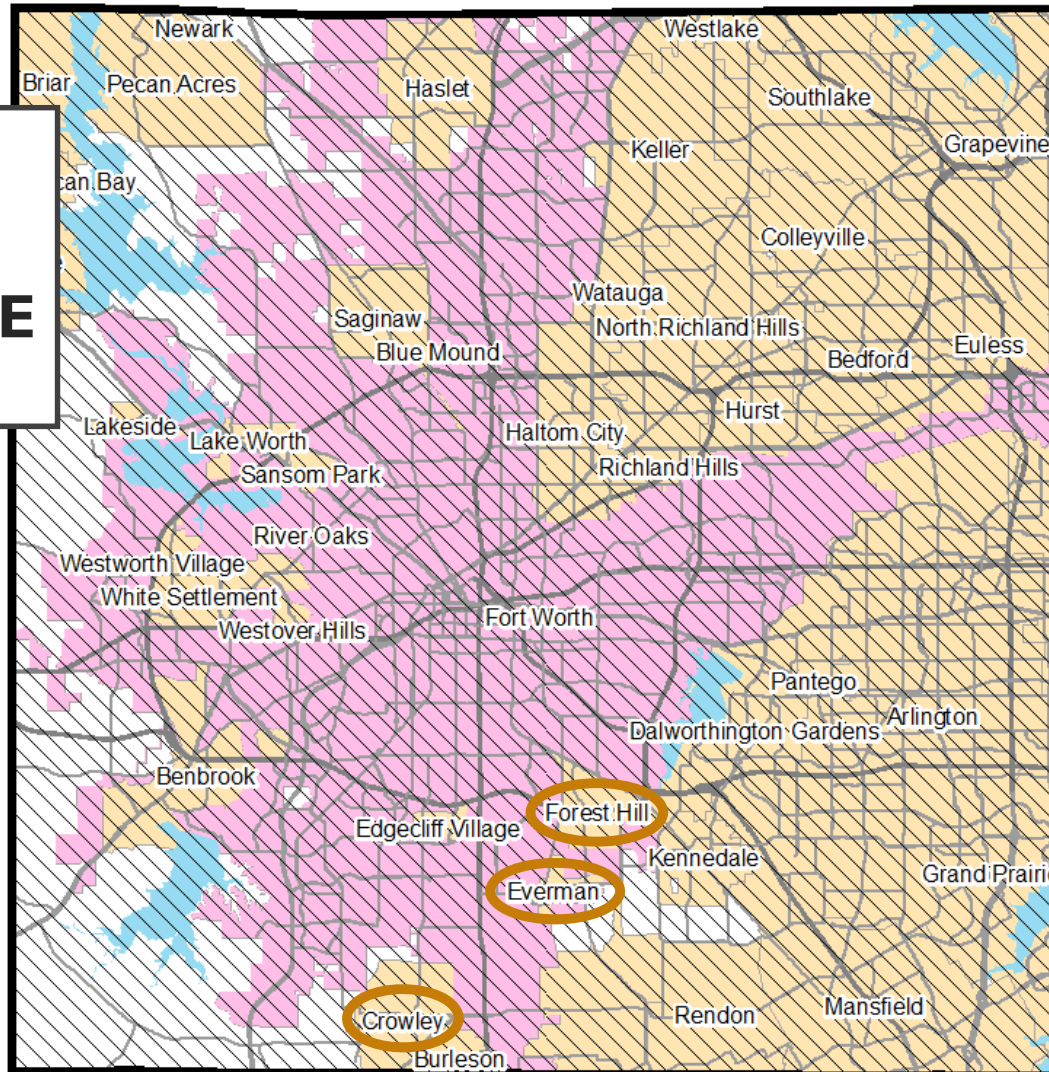 Newark
Westlake
Briar
Pecan Acres
Haslet
Southlake
Keller
Grapevine
can Bay
Colleyville
E
Watauga
Saginaw
North Richland Hills
Blue Mound
Bedford
Euless
Lakeside
Hurst
Lake Worth
Haltom City
Sansom Park
Richland Hills
River Oaks
Westworth Village
White Settlement
Westover Hills
Fort Worth
Pantego
Arlington
Dalworthington Gardens
Benbrook
Forest Hill
Edgecliff Village
Kennedale
Grand Prairi
Everman
Crowley
Rendon
Mansfield
Burleson